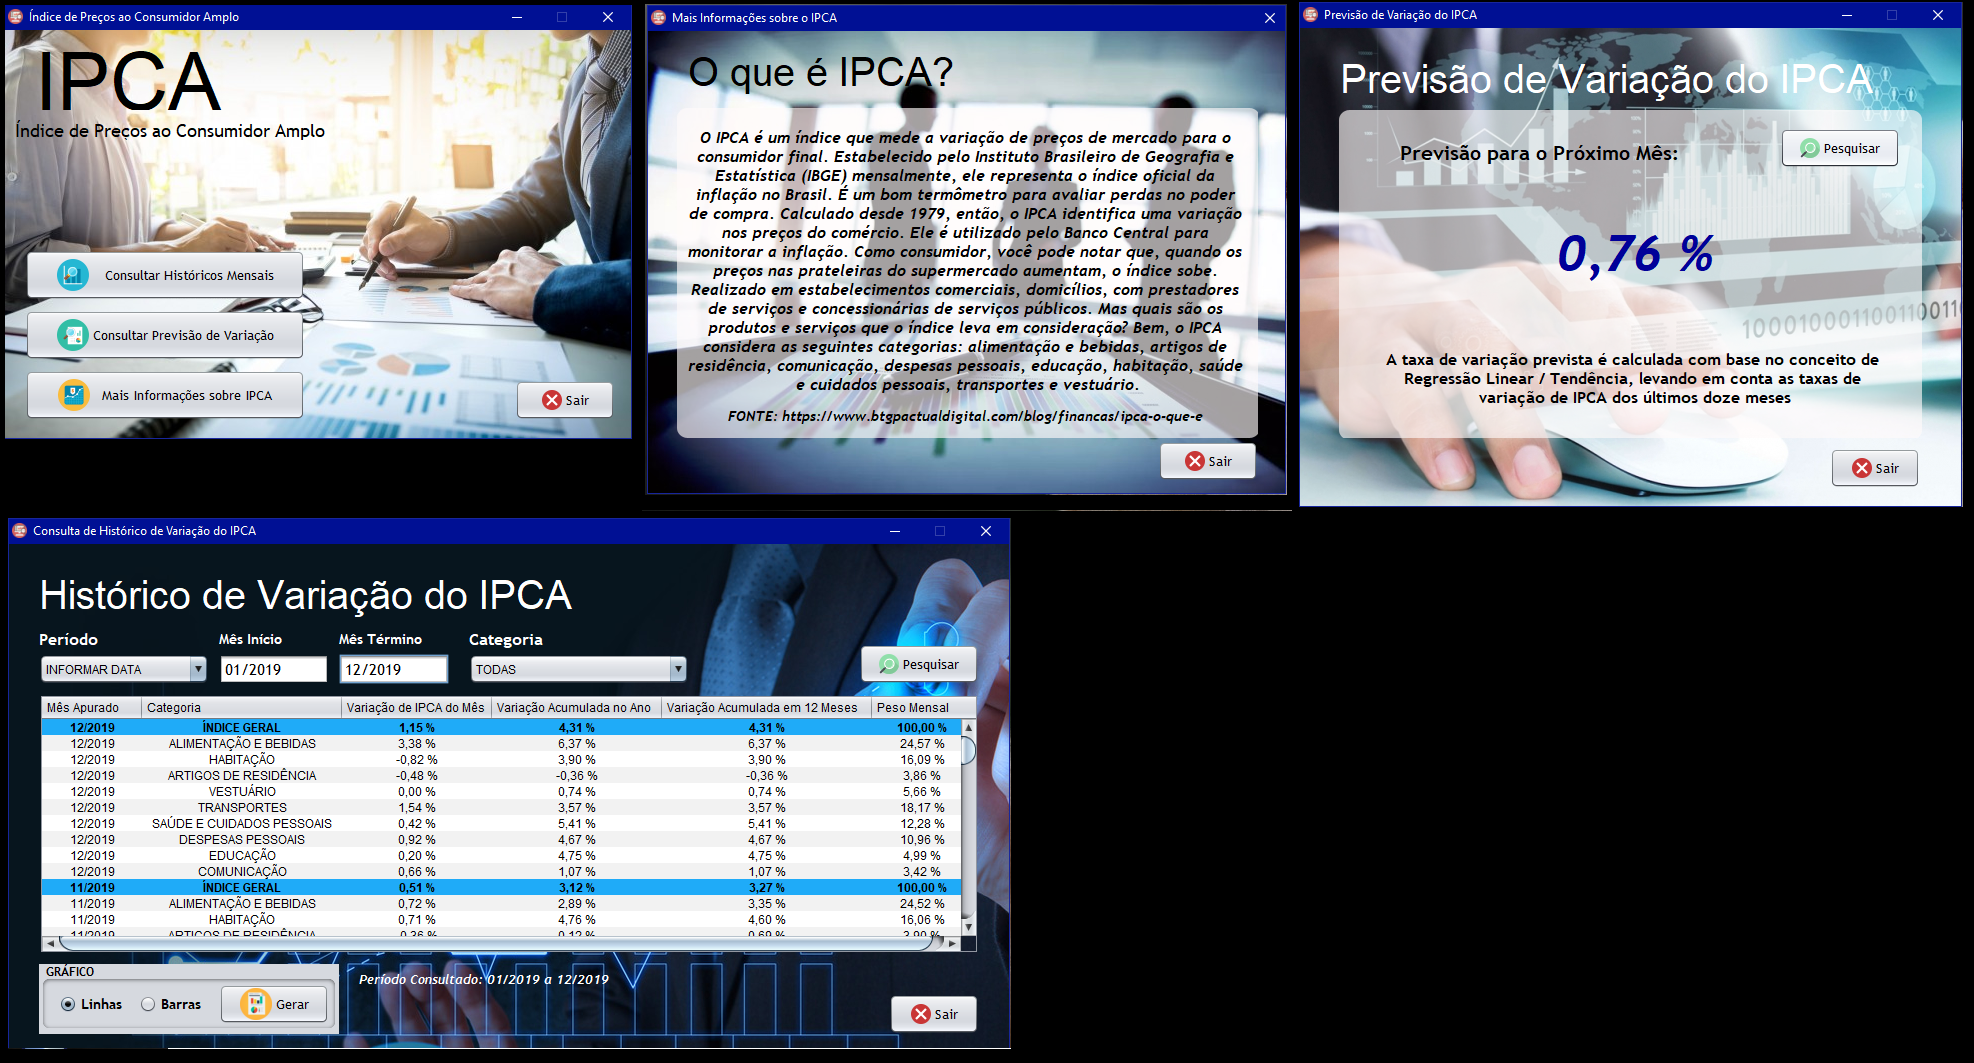 Índice de Preços ao Consumidor Amplo
IPCA
Índice de Preços ao Consumidor Amplo
Consultar Históricos Mensais
Consultar Previsão de Variação
Mais Informações sobre IPCA
Sair
Mais Informações sobre o IPCA
O que é IPCA?
O IPCA é um índice que mede a variação de preços de mercado para o
consumidor final. Estabelecido pelo Instituto Brasileiro de Geografia e
Estatística (IBGE) mensalmente, ele representa o índice oficial da
inflação no Brasil. É um bom termômetro para avaliar perdas no poder
de compra. Calculado desde 1979, então, o IPCA identifica uma variação
nos preços do comércio. Ele é utilizado pelo Banco Central para
monitorar a inflação. Como consumidor, você pode notar que, quando os
preços nas prateleiras do supermercado aumentam, o índice sobe.
Realizado em estabelecimentos comerciais, domicílios, com prestadores
de serviços e concessionárias de serviços públicos. Mas quais são os
produtos e serviços que o índice leva em consideração? Bem, o IPCA
considera as seguintes categorias: alimentação e bebidas, artigos de
residência, comunicação, despesas pessoais, educação, habitação, saúde
e cuidados pessoais, transportes e vestuário.
FONTE: https://www.btgpactualdigital.com/blog/financas/ipca-o-que-e
Sair
Previsão de Variação do IPCA
Previsão de Variação do IPCA
Previsão para o Próximo Mês:
Pesquisar
0,76 %
A taxa de variação prevista é calculada com base no conceito de
Regressão Linear / Tendência, levando em conta as taxas de
variação de IPCA dos últimos doze meses
Sair
Consulta de Histórico de Variação do IPCA
Histórico de Variação do IPCA
Período Mês Início Mês Término Categoria
INFORMAR DATA 01/2019 12/2019 TODAS Pesquisar
Mês Apurado Categoria Variação de IPCA do Mês Variação Acumulada no Ano Variação Acumulada em 12 Meses Peso Mensal
12/2019 ÍNDICE GERAL 1,15 % 4,31 % 4,31 % 100,00 %
12/2019 ALIMENTAÇÃO E BEBIDAS 3,38 % 6,37 % 6,37 % 24,57 %
12/2019 HABITAÇÃO -0,82 % 3,90 % 3,90 % 16,09 %
12/2019 ARTIGOS DE RESIDÊNCIA -0,48 % -0,36 % -0,36 % 3,86 %
12/2019 VESTUÁRIO 0,00 % 0,74 % 0,74 % 5,66 %
12/2019 TRANSPORTES 1,54 % 3,57 % 3,57 % 18,17 %
12/2019 SAÚDE E CUIDADOS PESSOAIS 0,42 % 5,41 % 5,41 % 12,28 %
12/2019 DESPESAS PESSOAIS 0,92 % 4,67 % 4,67 % 10,96 %
12/2019 EDUCAÇÃO 0,20 % 4,75 % 4,75 % 4,99 %
12/2019 COMUNICAÇÃO 0,66 % 1,07 % 1,07 % 3,42 %
11/2019 ÍNDICE GERAL 0,51 % 3,12 % 3,27 % 100,00 %
11/2019 ALIMENTAÇÃO E BEBIDAS 0,72 % 2,89 % 3,35 % 24,52 %
11/2019 HABITAÇÃO 0,71 % 4,76 % 4,60 % 16,06 %
11/2019 ARTIGOS DE RESIDÊNCIA
GRÁFICO
Linhas Barras Gerar
Período Consultado: 01/2019 a 12/2019
Sair